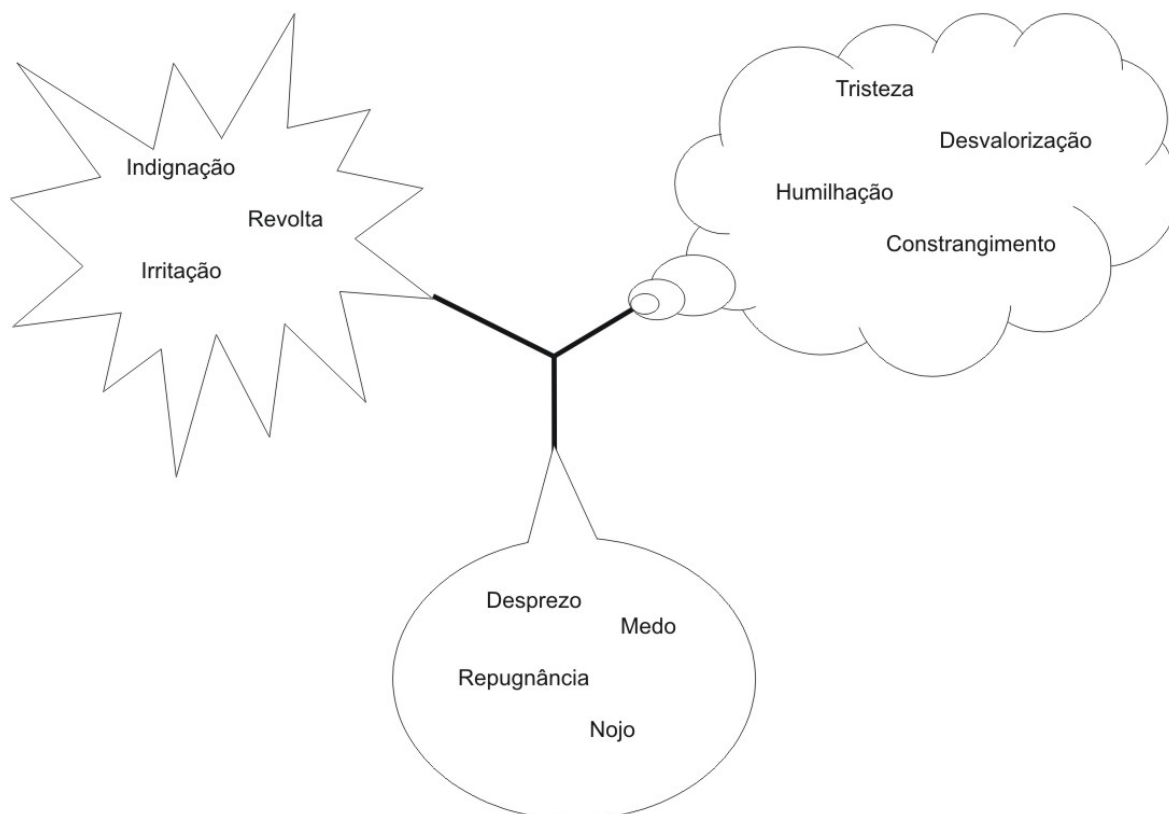 Indignação
Revolta
Irritação
Tristeza
Desvalorização
Humilhação
Constrangimento
Desprezo
Medo
Repugnância
Nojo